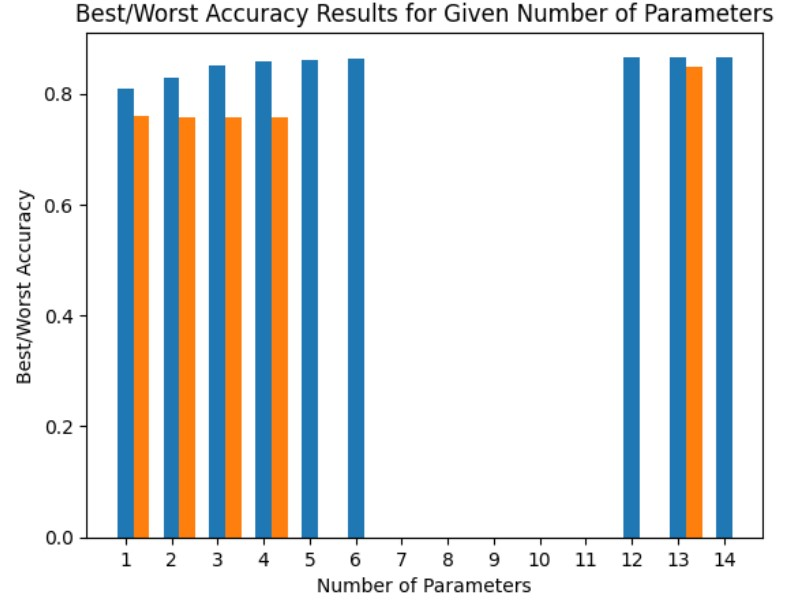 Best/Worst Accuracy Results for Given Number of Parameters
Best/Worst Accuracy
0.8
0.6
0.4
0.2
0.0
1 2 3 4 5 6 7 8 9 10 11 12 13 14
Number of Parameters